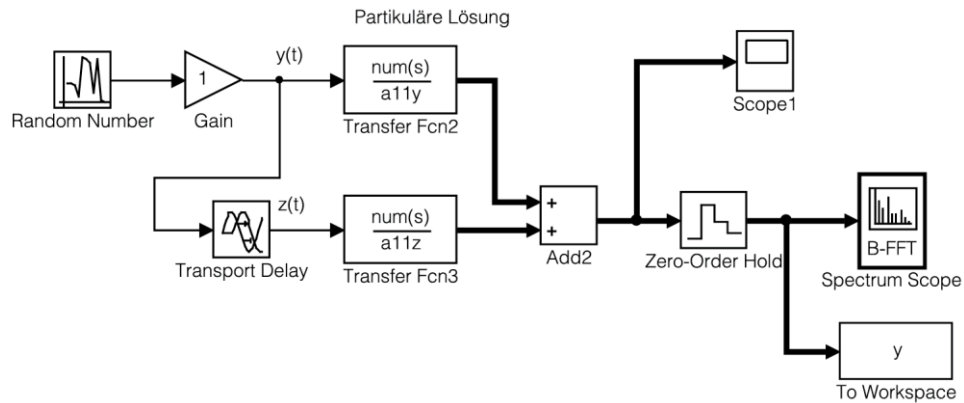 Partikuläre Lösung
y(t)
1
num(s)
a11y
Random Number
Gain
Transfer Fcn2
Scope1
z(t)
num(s)
a11z
+
+
B-FFT
Transport Delay
Transfer Fcn3
Add2
Zero-Order Hold
Spectrum Scope
y
To Workspace